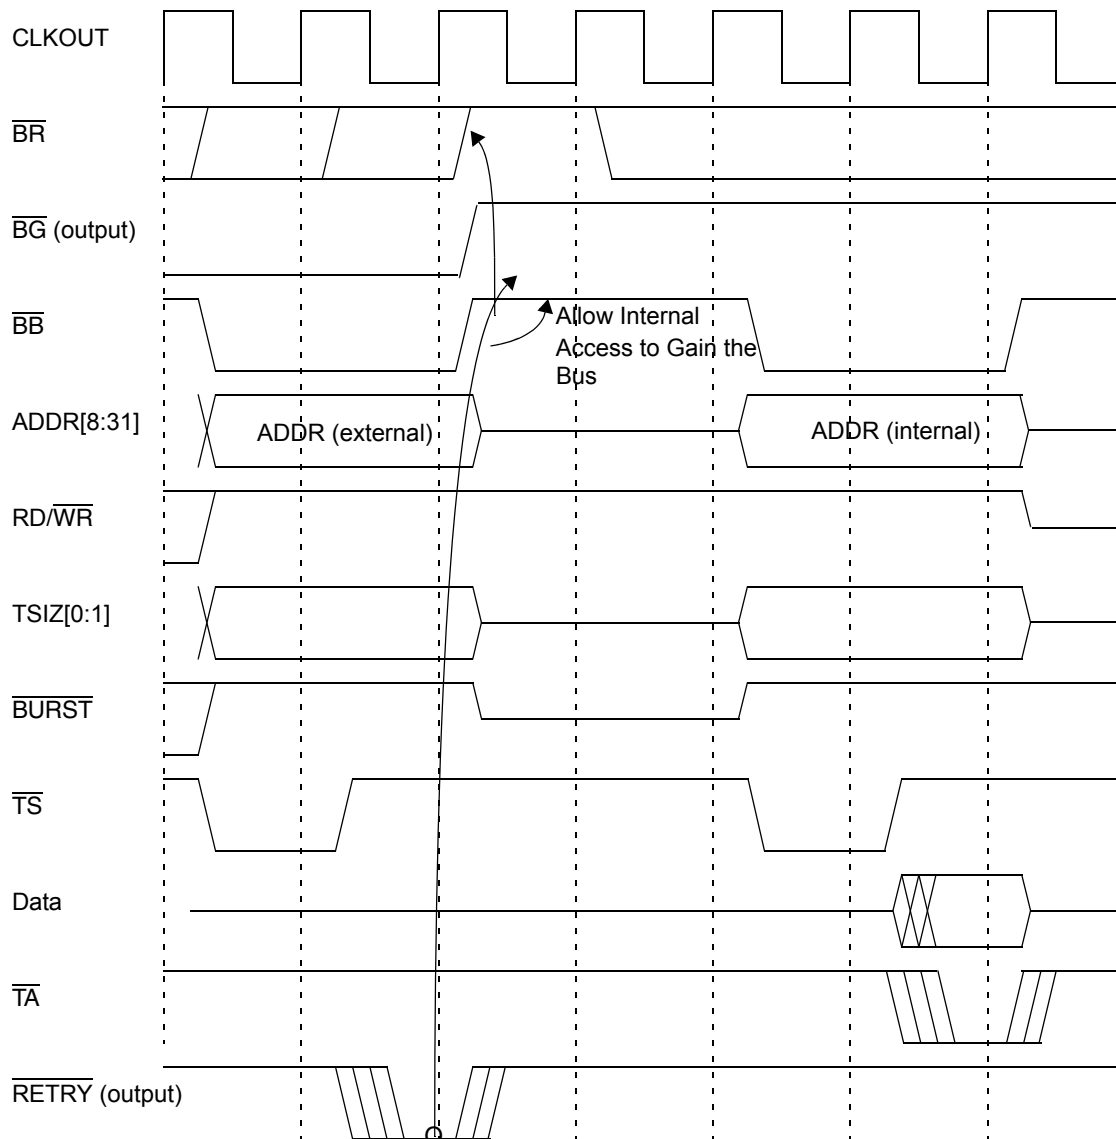 CLKOUT
BR
BG (output)
BB
Allow Internal
Access to Gain the
Bus
ADDR[8:31]
ADDR (external)
ADDR (internal)
RD/WR
TSIZ[0:1]
BURST
TS
Data
TA
RETRY (output)